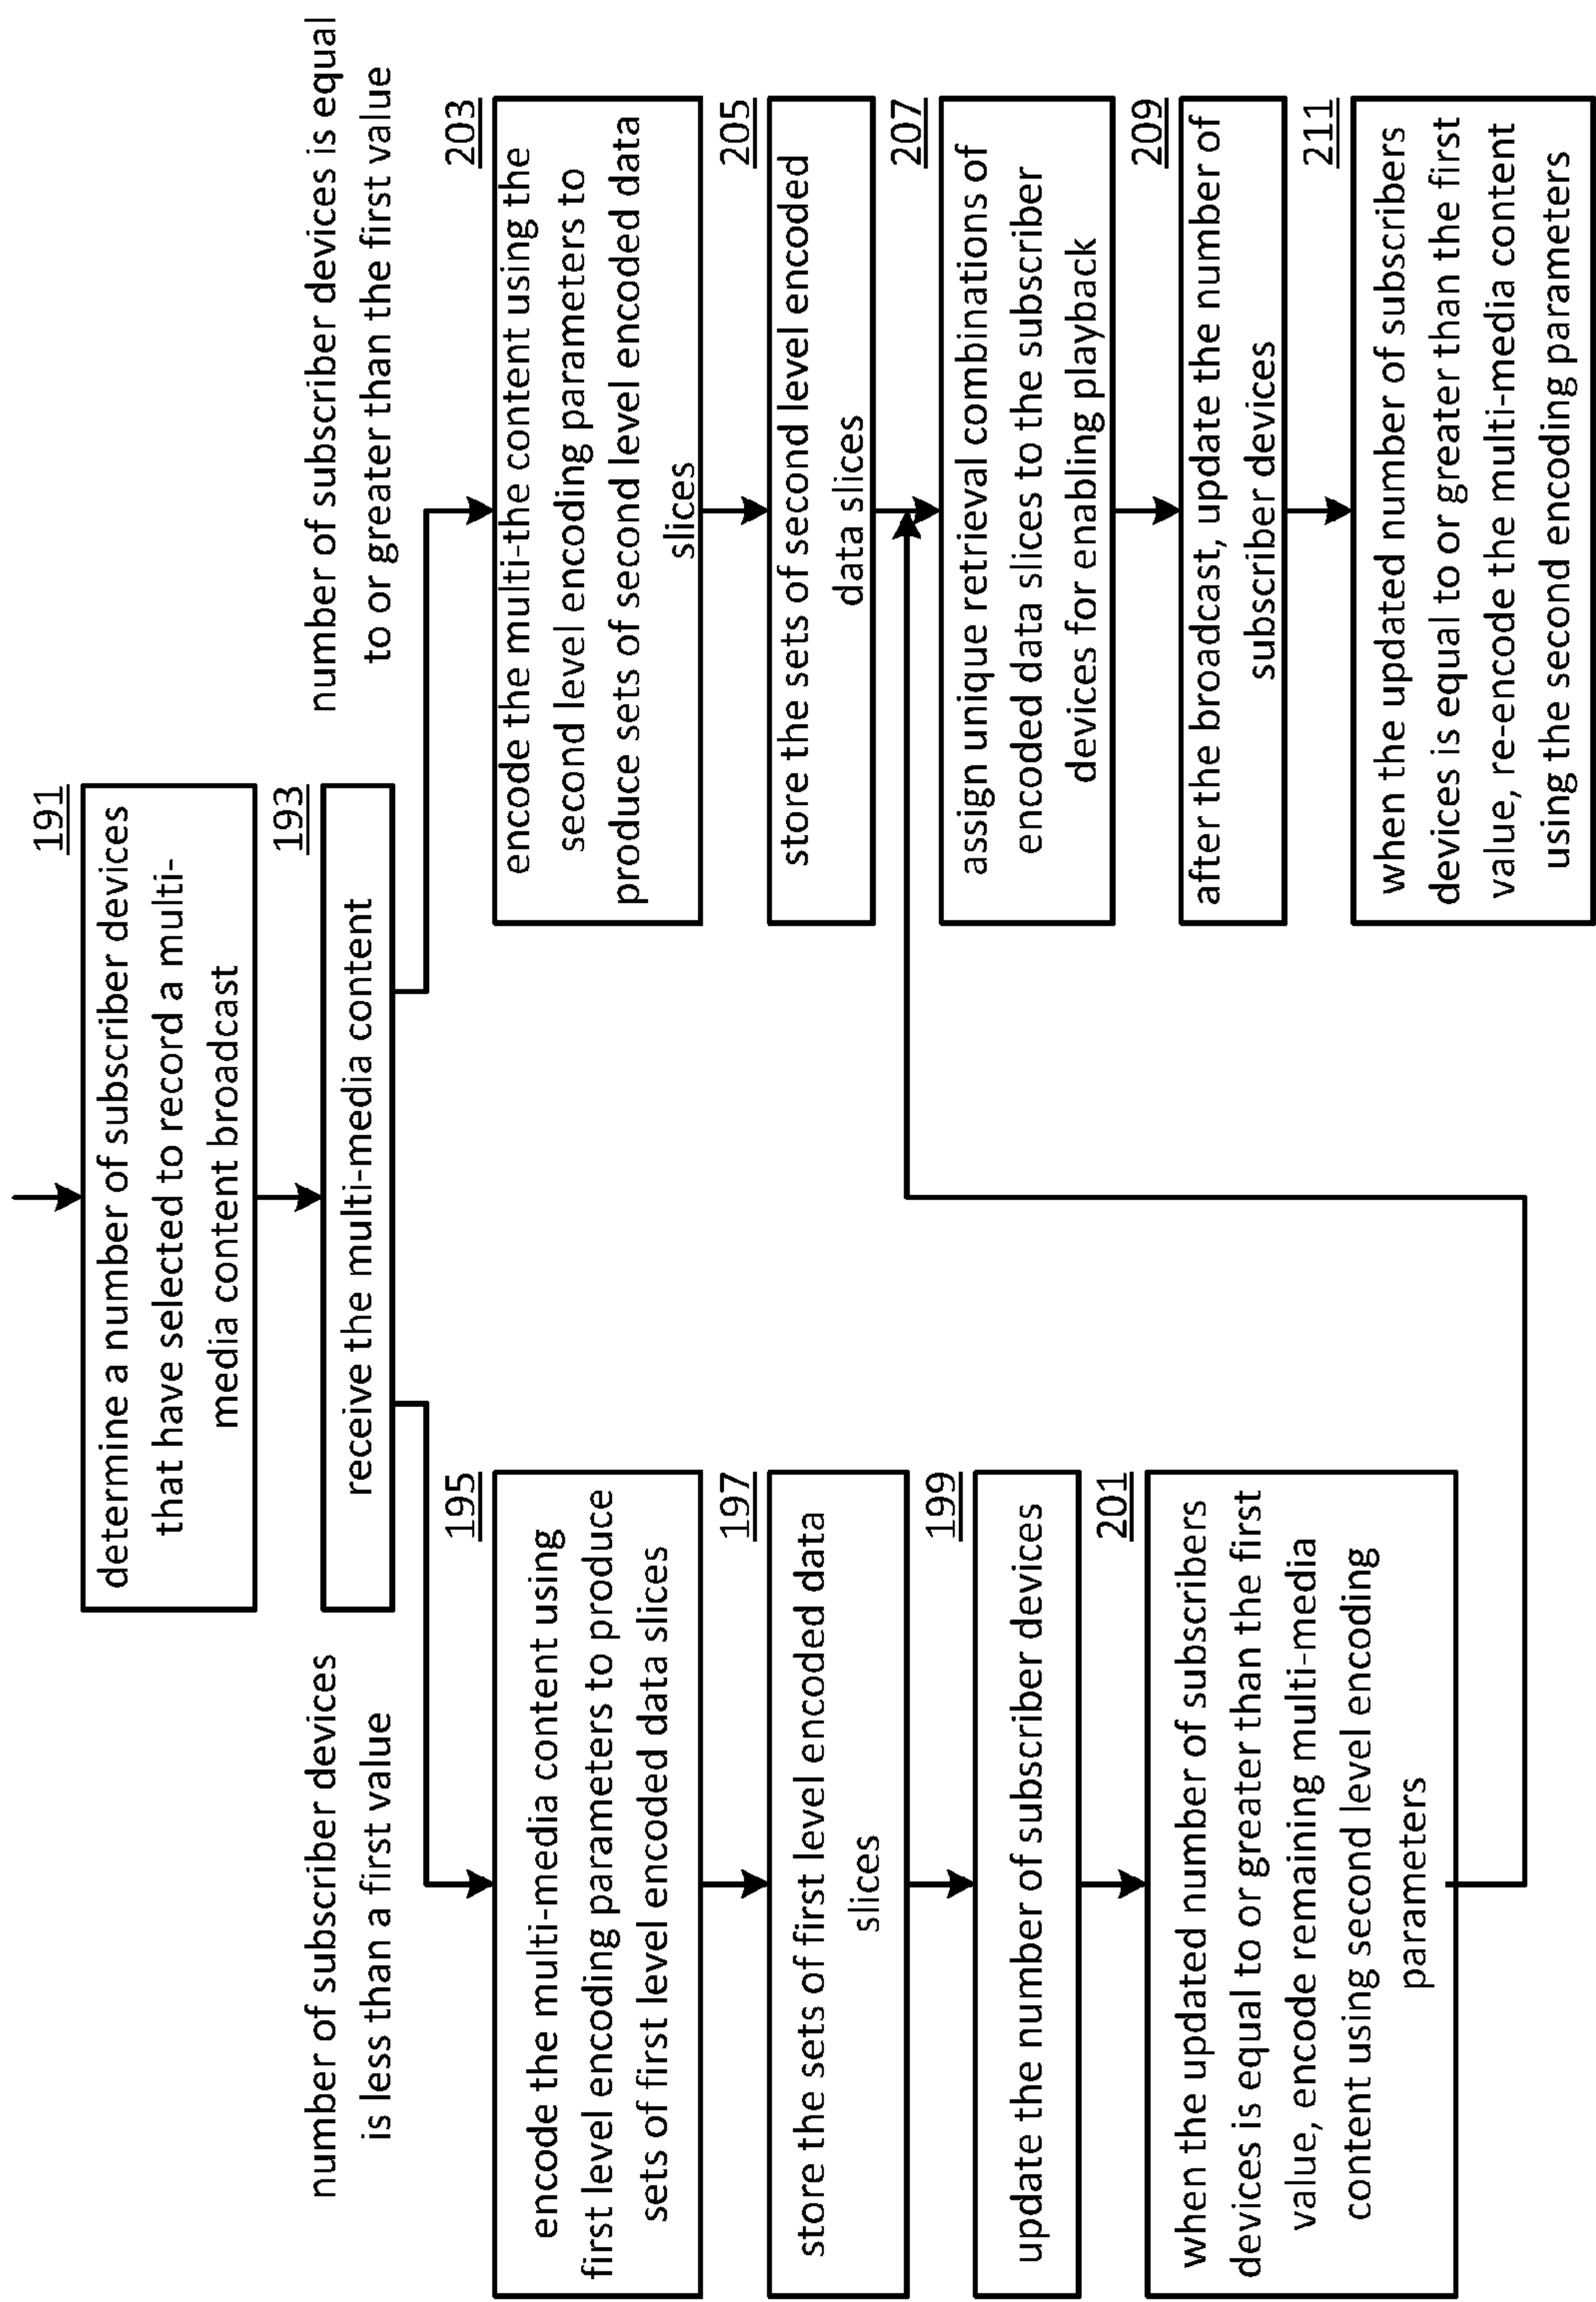 191
determine a number of subscriber devices
that have selected to record a multi-
media content broadcast
193
receive the multi-media content
number of subscriber devices
is less than a first value
number of subscriber devices is equal
to or greater than the first value
195
encode the multi-media content using
first level encoding parameters to produce
sets of first level encoded data slices
197
store the sets of first level encoded data
slices
199
update the number of subscriber devices
201
when the updated number of subscribers
devices is equal to or greater than the first
value, encode remaining multi-media
content using second level encoding
parameters
203
encode the multi-the content using the
second level encoding parameters to
produce sets of second level encoded data
slices
205
store the sets of second level encoded
data slices
207
assign unique retrieval combinations of
encoded data slices to the subscriber
devices for enabling playback
209
after the broadcast, update the number of
subscriber devices
211
when the updated number of subscribers
devices is equal to or greater than the first
value, re-encode the multi-media content
using the second encoding parameters